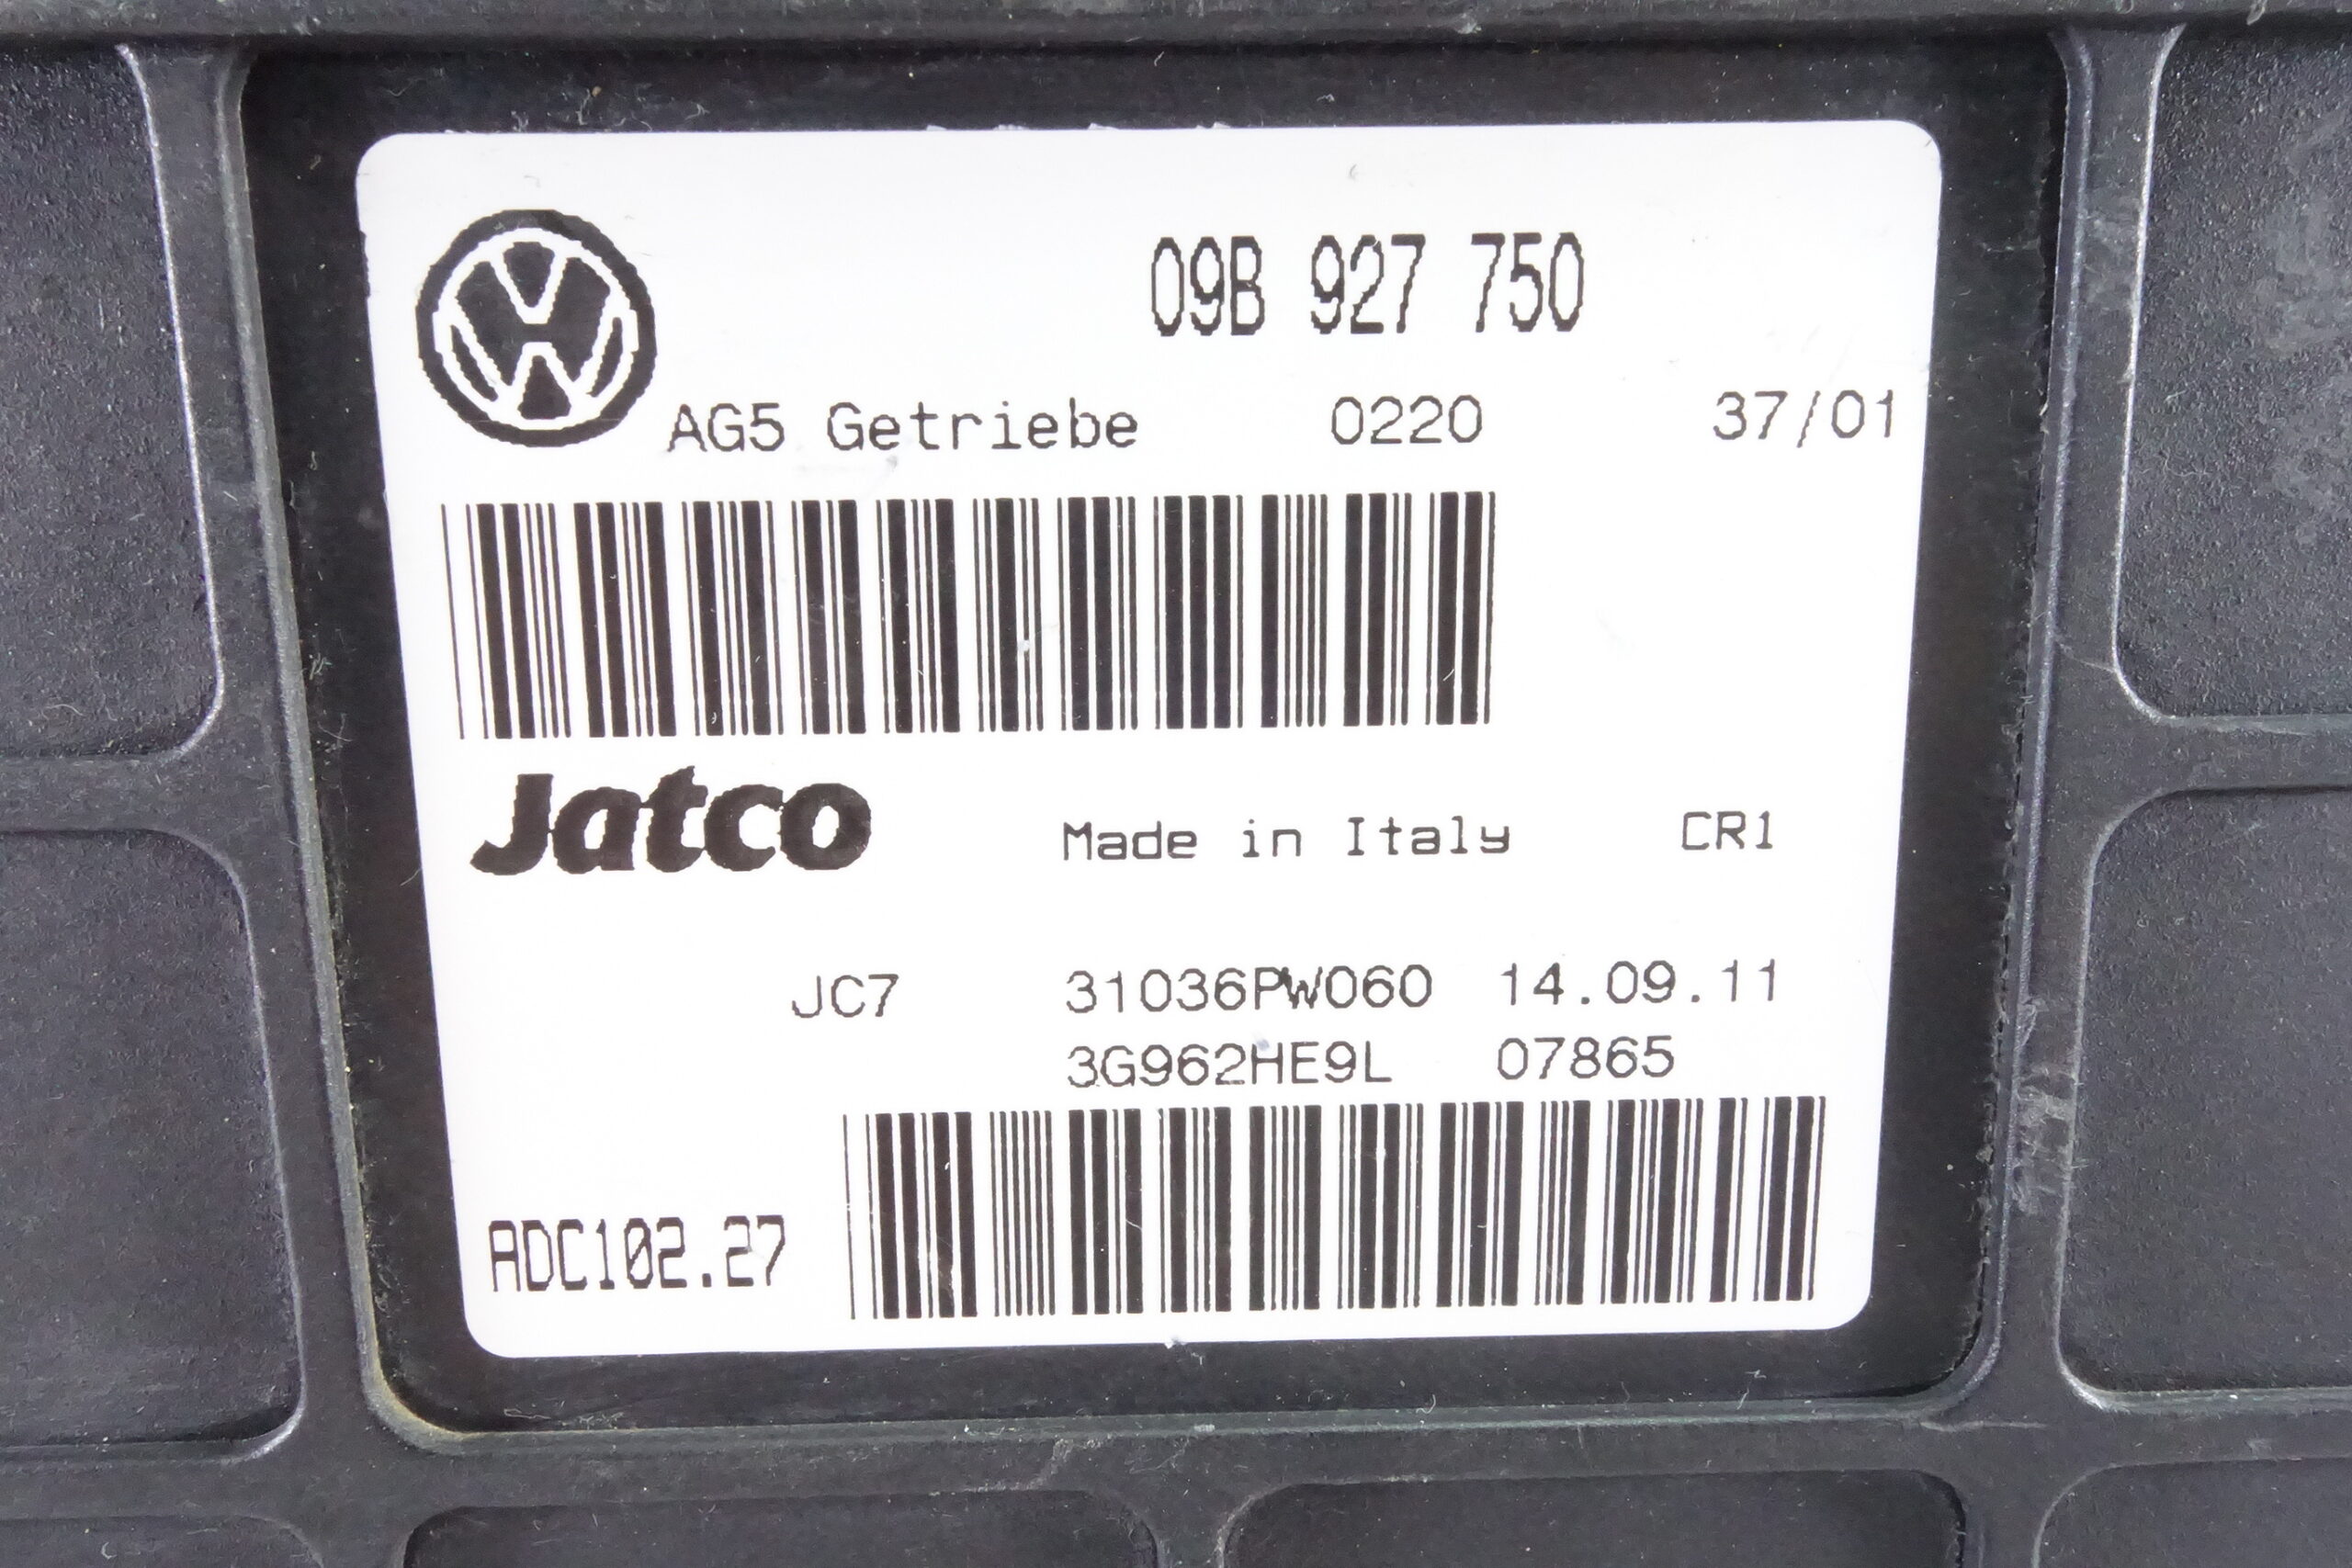 09B 927 750
AG5 Getriebe 0220 37/01
Jatco Made in Italy CR1
JC7 31036PW060 14.09.11
3G962HE9L 07865
ADC102.27